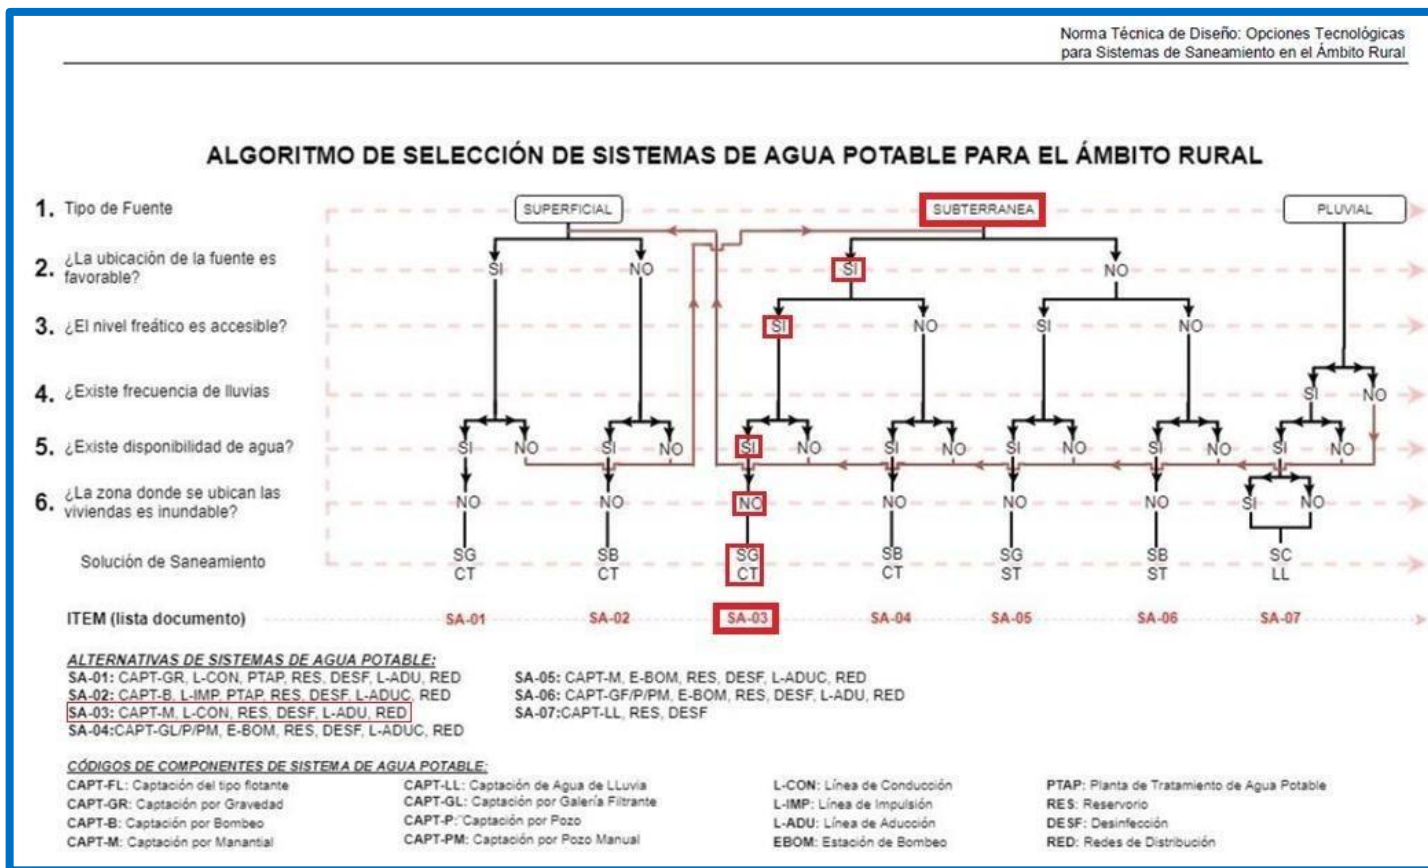 Norma Técnica de Diseño: Opciones Tecnológicas
para Sistemas de Saneamiento en el Ámbito Rural
ALGORITMO DE SELECCIÓN DE SISTEMAS DE AGUA POTABLE PARA EL ÁMBITO RURAL
1. Tipo de Fuente SUPERFICIAL SUBTERRANEA PLUVIAL
2. ¿La ubicación de la fuente es
favorable?
SI NO SI NO
3. ¿El nivel freático es accesible? SI NO SI NO
4. ¿Existe frecuencia de lluvias SI NO
5. ¿Existe disponibilidad de agua? SI NO SI NO SI NO SI NO SI NO SI NO SI NO
6. ¿La zona donde se ubican las
viviendas es inundable?
NO NO NO NO NO NO SI NO
Solución de Saneamiento
SG SB SG SB SG SB SC
CT CT CT CT ST ST LL
ITEM (lista documento) SA-01 SA-02 SA-03 SA-04 SA-05 SA-06 SA-07
ALTERNATIVAS DE SISTEMAS DE AGUA POTABLE:
SA-01: CAPT-GR, L-CON, PTAP, RES, DESF, L-ADU, RED
SA-02: CAPT-B, L-IMP, PTAP, RES, DESF, L-ADUC, RED
SA-03: CAPT-M, L-CON, RES, DESF, L-ADU, RED
SA-04:CAPT-GL/P/PM, E-BOM, RES, DESF, L-ADUC, RED
SA-05: CAPT-M, E-BOM, RES, DESF, L-ADUC, RED
SA-06: CAPT-GF/P/PM, E-BOM, RES, DESF, L-ADU, RED
SA-07:CAPT-LL, RES, DESF
CÓDIGOS DE COMPONENTES DE SISTEMA DE AGUA POTABLE:
CAPT-FL: Captación del tipo flotante
CAPT-GR: Captación por Gravedad
CAPT-B: Captación por Bombeo
CAPT-M: Captación por Manantial
CAPT-LL: Captación de Agua de LLuvia
CAPT-GL: Captación por Galería Filtrante
CAPT-P:¨Captación por Pozo
CAPT-PM: Captación por Pozo Manual
L-CON: Línea de Conducción
L-IMP: Línea de Impulsión
L-ADU: Línea de Aducción
EBOM: Estación de Bombeo
PTAP: Planta de Tratamiento de Agua Potable
RES: Reservorio
DESF: Desinfección
RED: Redes de Distribución